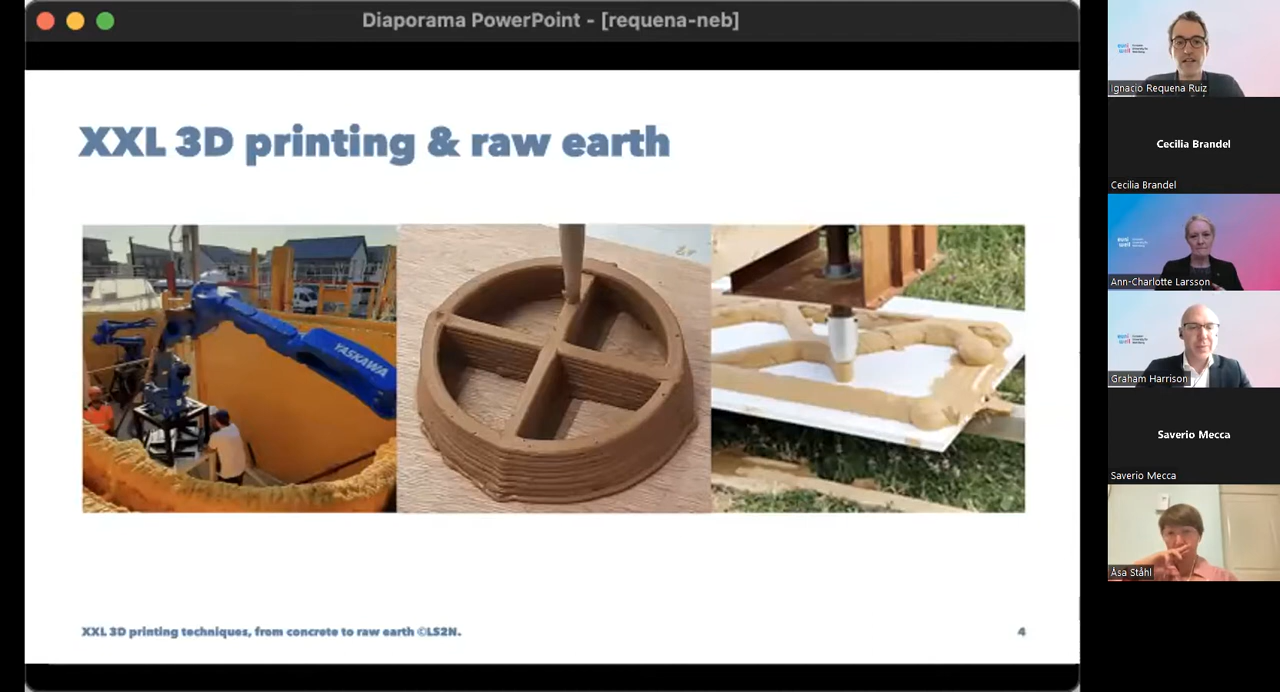 Diaporama PowerPoint - [requena-neb]
XXL 3D printing & raw earth
YASKAWA
XXL 3D printing techniques, from concrete to raw earth ©LS2N.
4
Ignacio Requena Ruiz
Cecilia Brandel
Cecilia Brandel
Ann-Charlotte Larsson
Graham Harrison
Saverio Mecca
Saverio Mecca
Åsa Ståhl